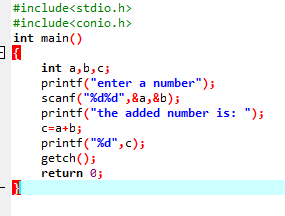 #include<stdio.h>
#include<conio.h>
int main()
{
int a,b,c;
printf("enter a number");
scanf("%d%d",&a,&b);
printf("the added number is: ");
c=a+b;
printf("%d",c);
getch();
return 0;
}